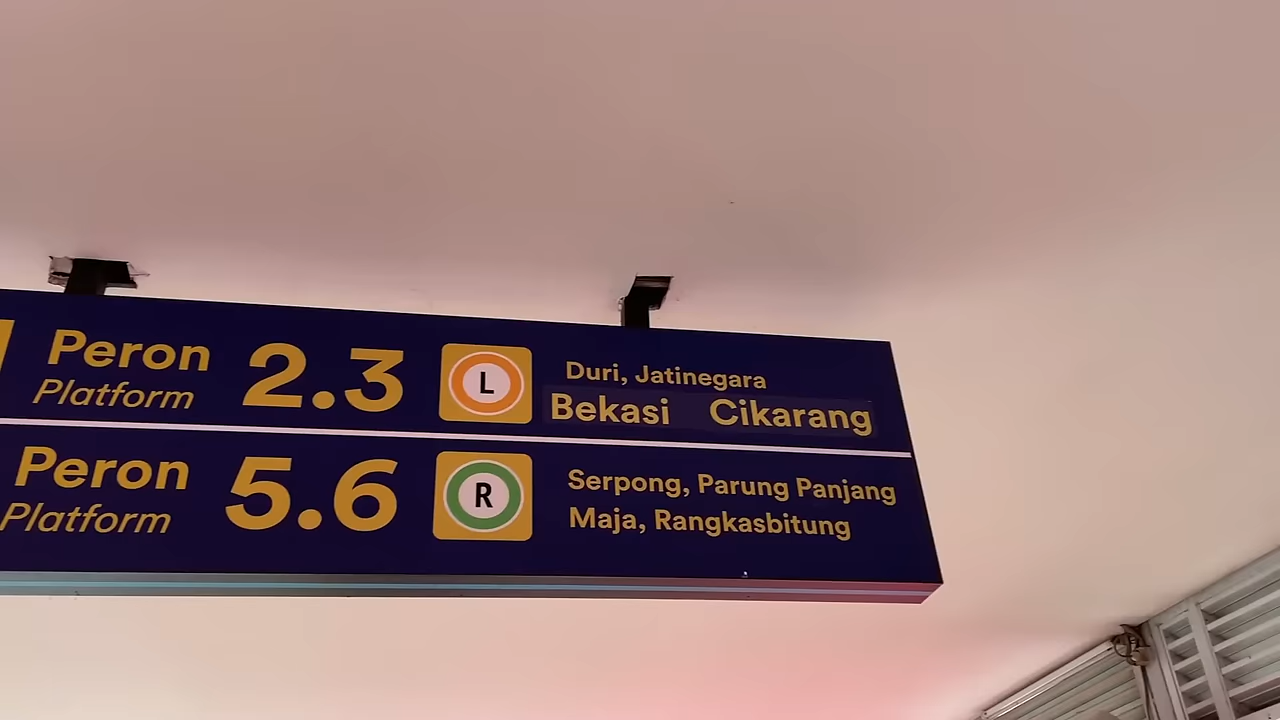 Peron 2.3 L Duri, Jatinegara
Platform Bekasi Cikarang
Peron 5.6 R Serpong, Parung Panjang
Platform Maja, Rangkasbitung